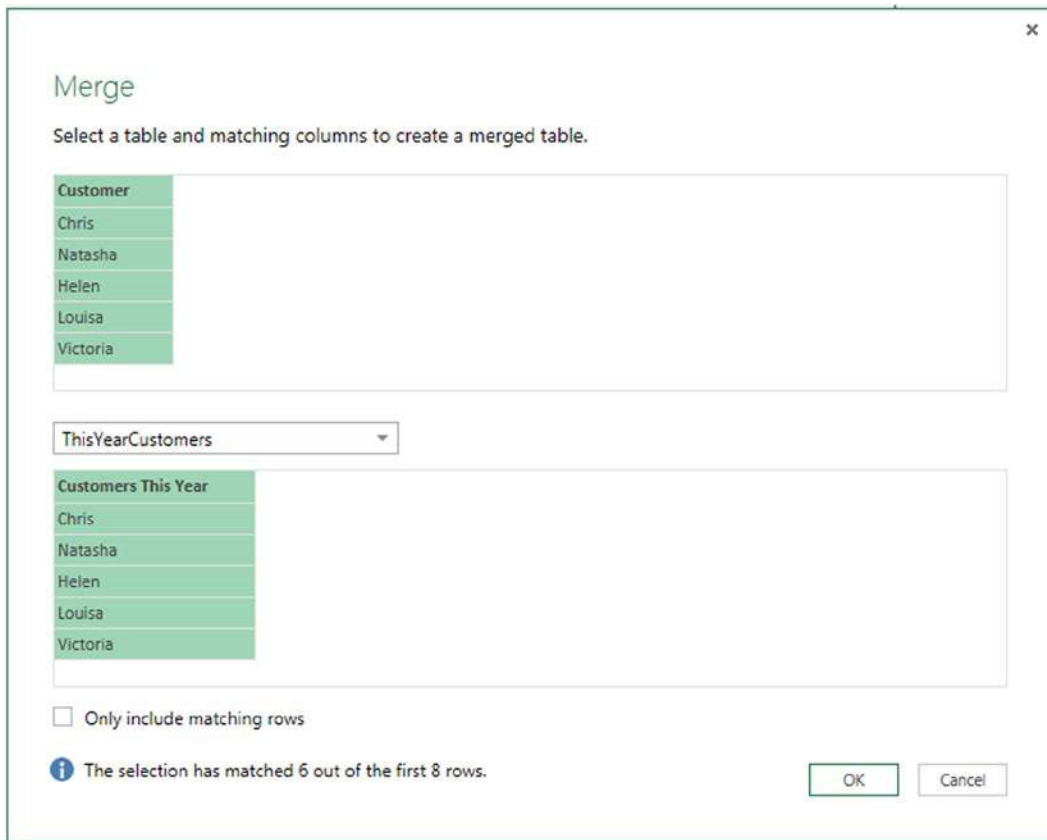 Merge
Select a table and matching columns to create a merged table.
Customer
Chris
Natasha
Helen
Louisa
Victoria
ThisYearCustomers
Customers This Year
Chris
Natasha
Helen
Louisa
Victoria
Only include matching rows
The selection has matched 6 out of the first 8 rows.
OK Cancel